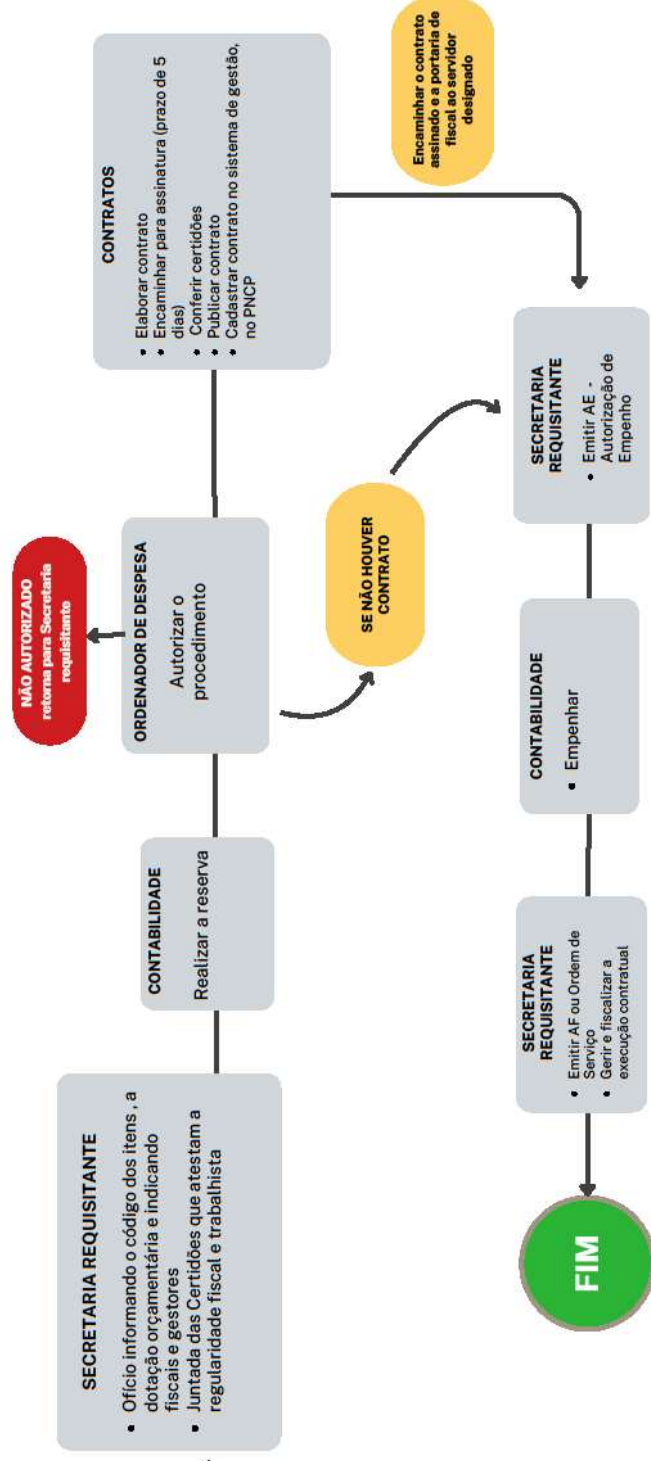 SECRETARIA REQUISITANTE
• Ofício informando o código dos itens , a
dotação orçamentária e indicando
fiscais e gestores
• Juntada das Certidões que atestam a
regularidade fiscal e trabalhista
CONTABILIDADE
Realizar a reserva
NÃO AUTORIZADO
retorna para Secretaria
requisitante
ORDENADOR DE DESPESA
Autorizar o
procedimento
CONTRATOS
• Elaborar contrato
• Encaminhar para assinatura (prazo de 5
dias)
• Conferir certidões
• Publicar contrato
• Cadastrar contrato no sistema de gestão,
no PNCP
SE NÃO HOUVER
CONTRATO
Encaminhar o contrato
assinado e a portaria de
fiscal ao servidor
designado
SECRETARIA
REQUISITANTE
• Emitir AE -
Autorização de
Empenho
CONTABILIDADE
• Empenhar
SECRETARIA
REQUISITANTE
• Emitir AF ou Ordem de
Serviço
• Gerir e fiscalizar a
execução contratual
FIM